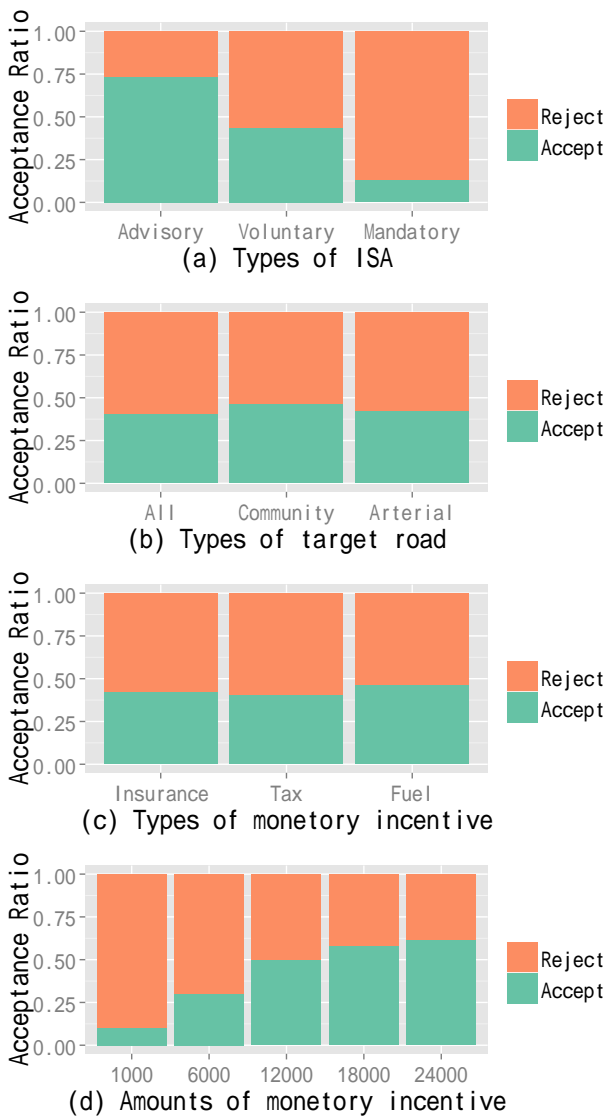 Acceptance Ratio
1.00
0.75
0.50
0.25
0.00
Advisory Voluntary Mandatory
(a) Types of ISA
Reject
Accept
Acceptance Ratio
1.00
0.75
0.50
0.25
0.00
All Community Arterial
(b) Types of target road
Reject
Accept
Acceptance Ratio
1.00
0.75
0.50
0.25
0.00
Insurance Tax Fuel
(c) Types of monetory incentive
Reject
Accept
Acceptance Ratio
1.00
0.75
0.50
0.25
0.00
1000 6000 12000 18000 24000
(d) Amounts of monetory incentive
Reject
Accept